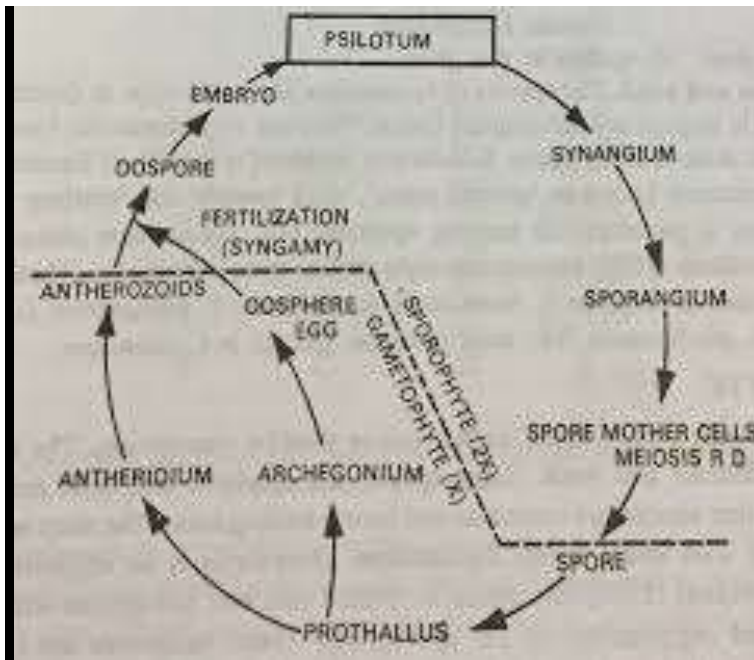 PSILOTUM
EMBRYO
SYNANGIUM
OOSPORE
FERTILIZATION
(SYNGAMY)
ANTHEROZOIDS
OOSPHERE
EGG
SPORANGIUM
SPOROPHYTE (2X)
GAMETOPHYTE (X)
SPORE MOTHER CELLS
MEIOSIS R D
ANTHERIDIUM
ARCHEGONIUM
SPORE
PROTHALLUS